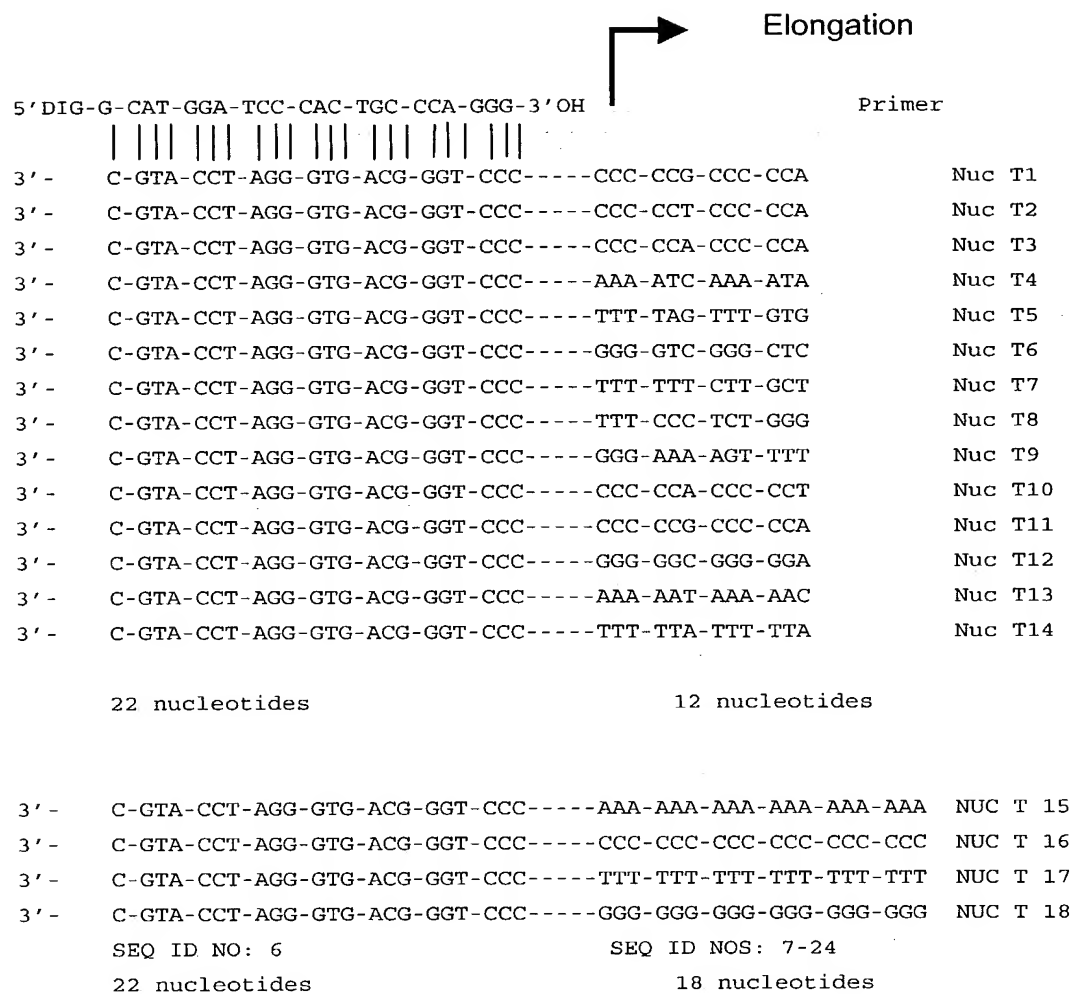 Elongation
5'DIG-G-CAT-GGA-TCC-CAC-TGC-CCA-GGG-3'OH Primer
3'- C-GTA-CCT-AGG-GTG-ACG-GGT-CCC-----CCC-CCG-CCC-CCA Nuc T1
3'- C-GTA-CCT-AGG-GTG-ACG-GGT-CCC-----CCC-CCT-CCC-CCA Nuc T2
3'- C-GTA-CCT-AGG-GTG-ACG-GGT-CCC-----CCC-CCA-CCC-CCA Nuc T3
3'- C-GTA-CCT-AGG-GTG-ACG-GGT-CCC-----AAA-ATC-AAA-ATA Nuc T4
3'- C-GTA-CCT-AGG-GTG-ACG-GGT-CCC-----TTT-TAG-TTT-GTG Nuc T5
3'- C-GTA-CCT-AGG-GTG-ACG-GGT-CCC-----GGG-GTC-GGG-CTC Nuc T6
3'- C-GTA-CCT-AGG-GTG-ACG-GGT-CCC-----TTT-TTT-CTT-GCT Nuc T7
3'- C-GTA-CCT-AGG-GTG-ACG-GGT-CCC-----TTT-CCC-TCT-GGG Nuc T8
3'- C-GTA-CCT-AGG-GTG-ACG-GGT-CCC-----GGG-AAA-AGT-TTT Nuc T9
3'- C-GTA-CCT-AGG-GTG-ACG-GGT-CCC-----CCC-CCA-CCC-CCT Nuc T10
3'- C-GTA-CCT-AGG-GTG-ACG-GGT-CCC-----CCC-CCG-CCC-CCA Nuc T11
3'- C-GTA-CCT-AGG-GTG-ACG-GGT-CCC-----GGG-GGC-GGG-GGA Nuc T12
3'- C-GTA-CCT-AGG-GTG-ACG-GGT-CCC-----AAA-AAT-AAA-AAC Nuc T13
3'- C-GTA-CCT-AGG-GTG-ACG-GGT-CCC-----TTT-TTA-TTT-TTA Nuc T14
22 nucleotides 12 nucleotides
3'- C-GTA-CCT-AGG-GTG-ACG-GGT-CCC-----AAA-AAA-AAA-AAA-AAA-AAA NUC T 15
3'- C-GTA-CCT-AGG-GTG-ACG-GGT-CCC-----CCC-CCC-CCC-CCC-CCC-CCC NUC T 16
3'- C-GTA-CCT-AGG-GTG-ACG-GGT-CCC-----TTT-TTT-TTT-TTT-TTT-TTT NUC T 17
3'- C-GTA-CCT-AGG-GTG-ACG-GGT-CCC-----GGG-GGG-GGG-GGG-GGG-GGG NUC T 18
SEQ ID NO: 6 SEQ ID NOS: 7-24
22 nucleotides 18 nucleotides